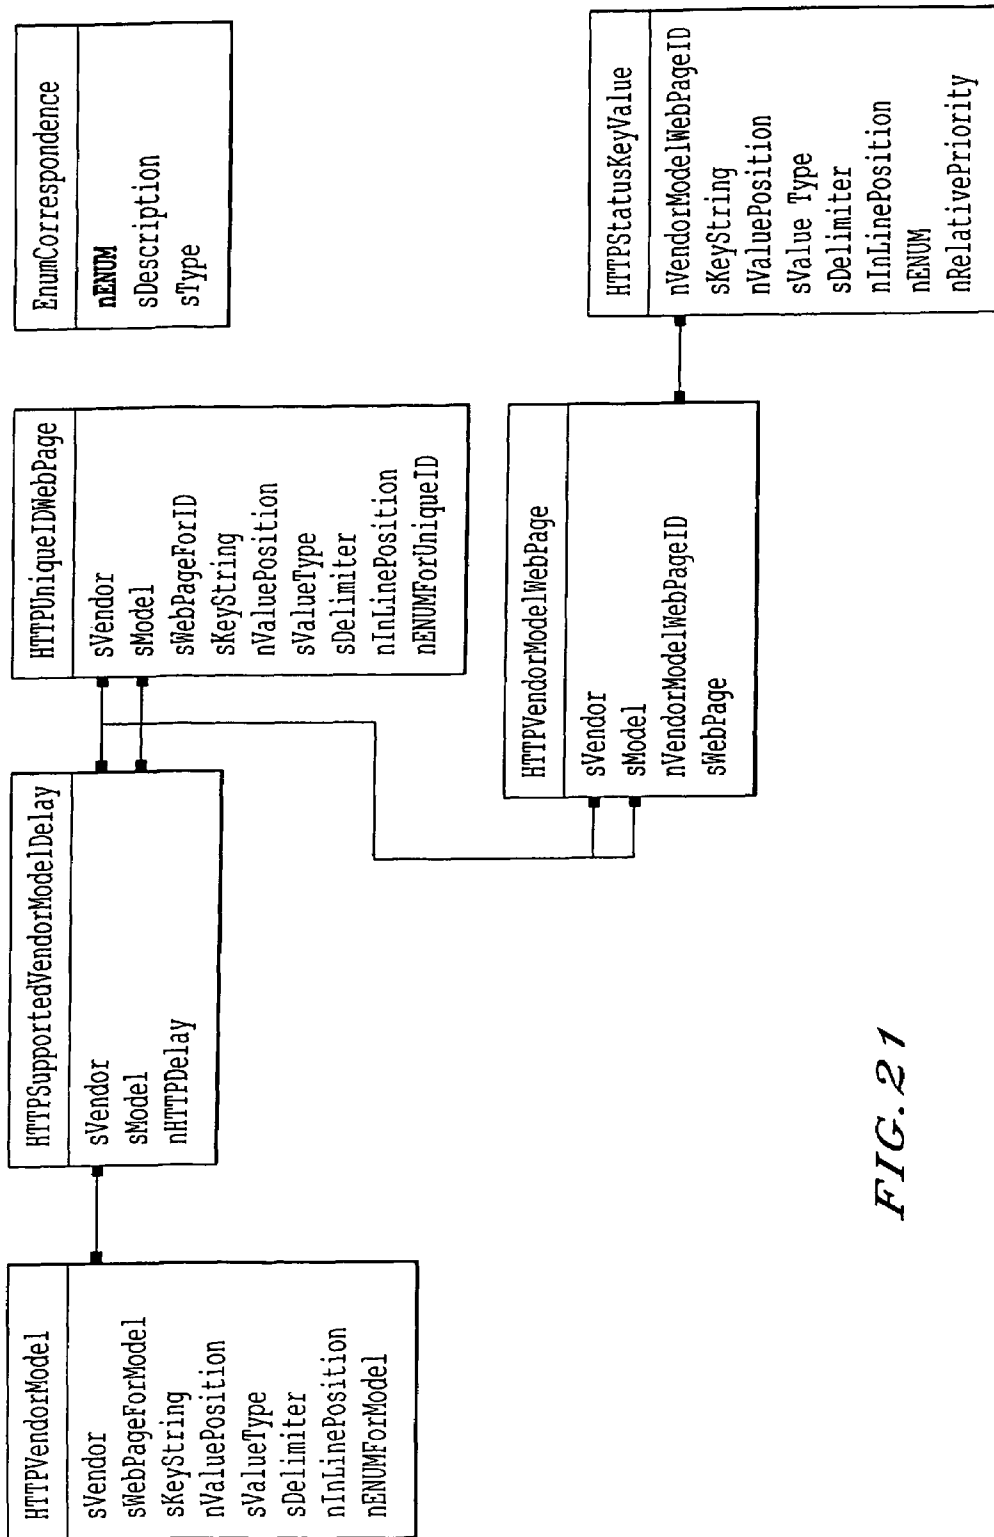 HTTPVendorModel
sVendor
sWebPageForModel
sKeyString
nValuePosition
sValueType
sDelimiter
nInLinePosition
nENUMForModel
HTTPSupportedVendorModelDelay
sVendor
sModel
nHTTPDelay
HTTPUniqueIDWebPage
sVendor
sModel
sWebPageForID
sKeyString
nValuePosition
sValueType
sDelimiter
nInLinePosition
nENUMForUniqueID
EnumCorrespondence
nENUM
sDescription
sType
HTTPVendorModelWebPage
sVendor
sModel
nVendorModelWebPageID
sWebPage
HTTPStatusKeyValue
nVendorModelWebPageID
sKeyString
nValuePosition
sValue Type
sDelimiter
nInLinePosition
nENUM
nRelativePriority
FIG. 21